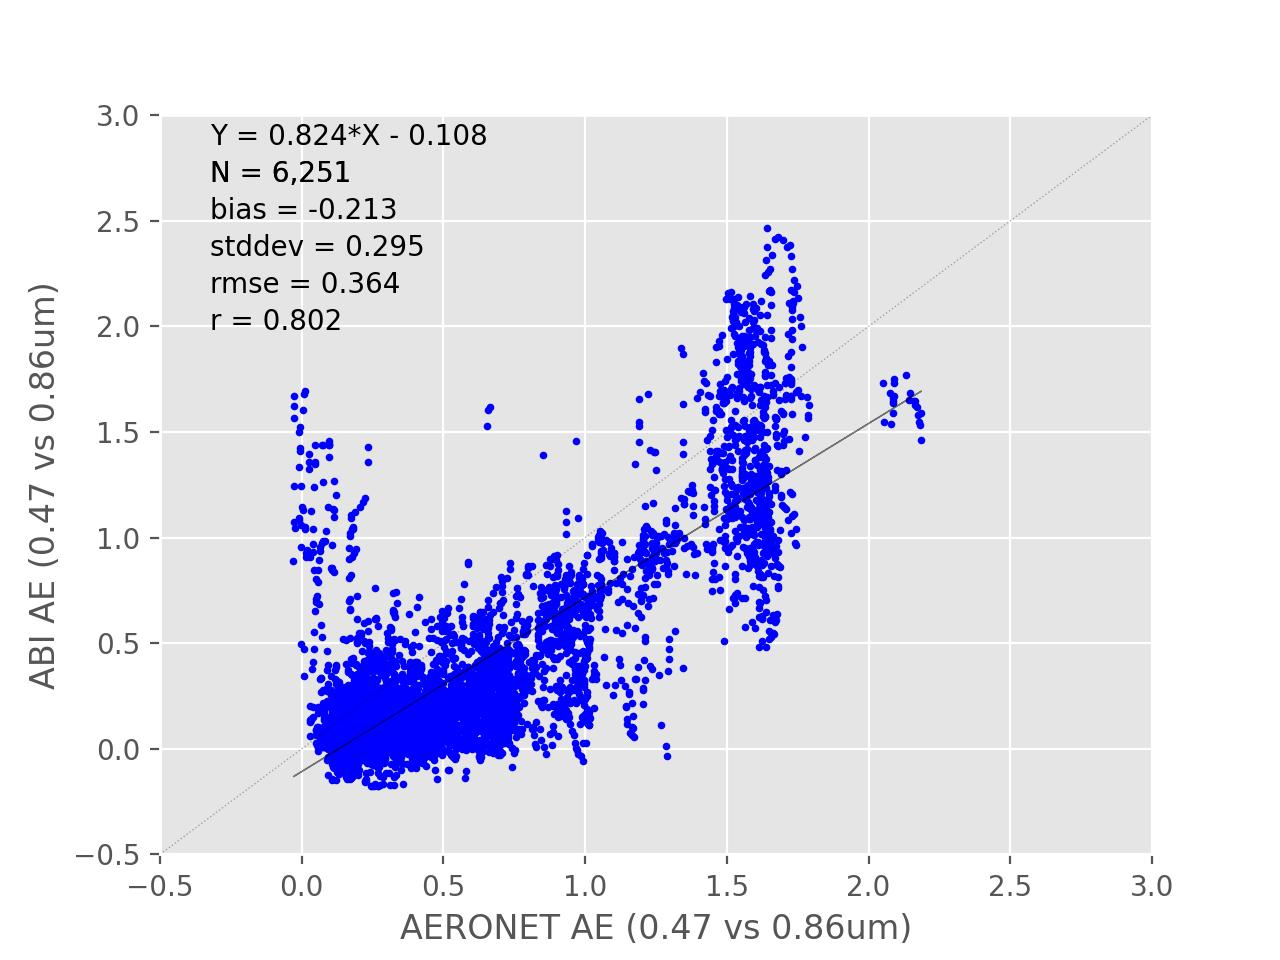 Y = 0.824*X - 0.108
N = 6,251
bias = -0.213
stddev = 0.295
rmse = 0.364
r = 0.802
3.0
2.5
2.0
1.5
1.0
0.5
0.0
−0.5
−0.5 0.0 0.5 1.0 1.5 2.0 2.5 3.0
ABI AE (0.47 vs 0.86um)
AERONET AE (0.47 vs 0.86um)